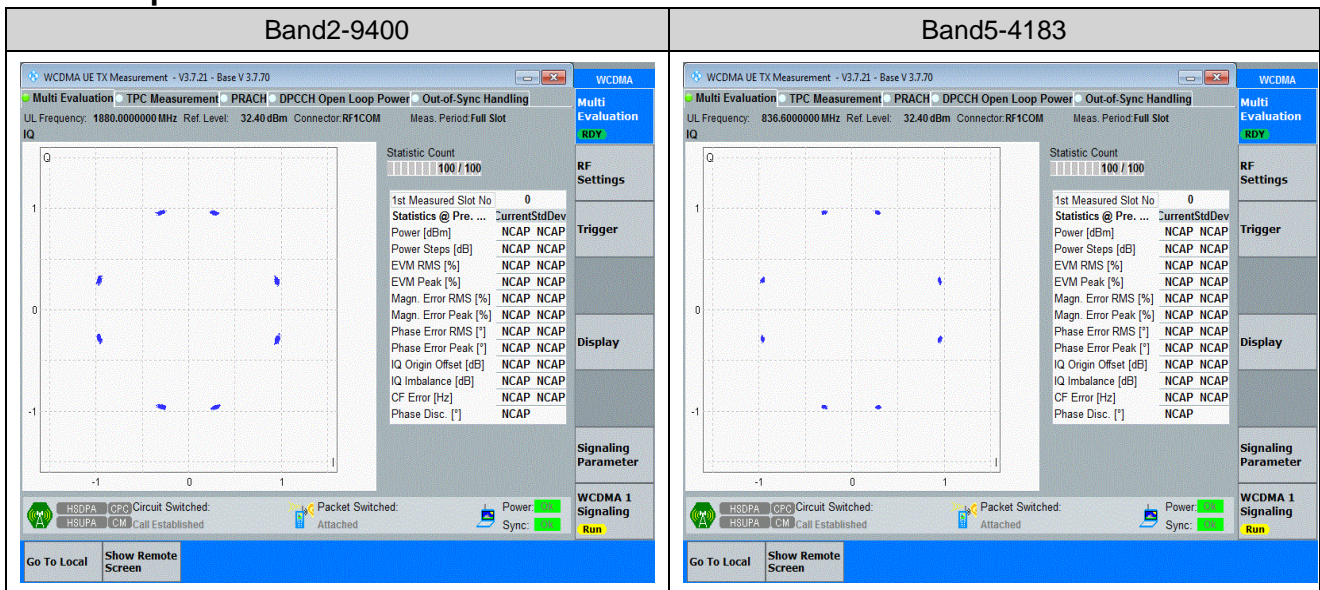 Band2-9400
Band5-4183
WCDMA UE TX Measurement - V3.7.21 - Base V 3.7.70
WCDMA
Multi Evaluation TPC Measurement PRACH DPCCH Open Loop Power Out-of-Sync Handling
Multi Evaluation
RDY
UL Frequency: 1880.0000000 MHz Ref. Level: 32.40 dBm Connector: RF1COM Meas. Period: Full Slot
IQ
Q
Statistic Count
100 / 100
RF Settings
1st Measured Slot No 0
Statistics @ Pre. ... Current StdDev
Power [dBm] NCAP NCAP
Power Steps [dB] NCAP NCAP
EVM RMS [%] NCAP NCAP
EVM Peak [%] NCAP NCAP
Magn. Error RMS [%] NCAP NCAP
Magn. Error Peak [%] NCAP NCAP
Phase Error RMS [°] NCAP NCAP
Phase Error Peak [°] NCAP NCAP
IQ Origin Offset [dB] NCAP NCAP
IQ Imbalance [dB] NCAP NCAP
CF Error [Hz] NCAP NCAP
Phase Disc. [°] NCAP
Trigger
Display
1
0
-1
I
-1 0 1
Signaling Parameter
HSDPA CPC Circuit Switched: Packet Switched: Power: Ok
HSUPA CM Call Established Attached Sync: Ok
WCDMA 1 Signaling
Run
Go To Local
Show Remote Screen
WCDMA UE TX Measurement - V3.7.21 - Base V 3.7.70
WCDMA
Multi Evaluation TPC Measurement PRACH DPCCH Open Loop Power Out-of-Sync Handling
Multi Evaluation
RDY
UL Frequency: 836.6000000 MHz Ref. Level: 32.40 dBm Connector: RF1COM Meas. Period: Full Slot
IQ
Q
Statistic Count
100 / 100
RF Settings
1st Measured Slot No 0
Statistics @ Pre. ... Current StdDev
Power [dBm] NCAP NCAP
Power Steps [dB] NCAP NCAP
EVM RMS [%] NCAP NCAP
EVM Peak [%] NCAP NCAP
Magn. Error RMS [%] NCAP NCAP
Magn. Error Peak [%] NCAP NCAP
Phase Error RMS [°] NCAP NCAP
Phase Error Peak [°] NCAP NCAP
IQ Origin Offset [dB] NCAP NCAP
IQ Imbalance [dB] NCAP NCAP
CF Error [Hz] NCAP NCAP
Phase Disc. [°] NCAP
Trigger
Display
1
0
-1
I
-1 0 1
Signaling Parameter
HSDPA CPC Circuit Switched: Packet Switched: Power: Ok
HSUPA CM Call Established Attached Sync: Ok
WCDMA 1 Signaling
Run
Go To Local
Show Remote Screen